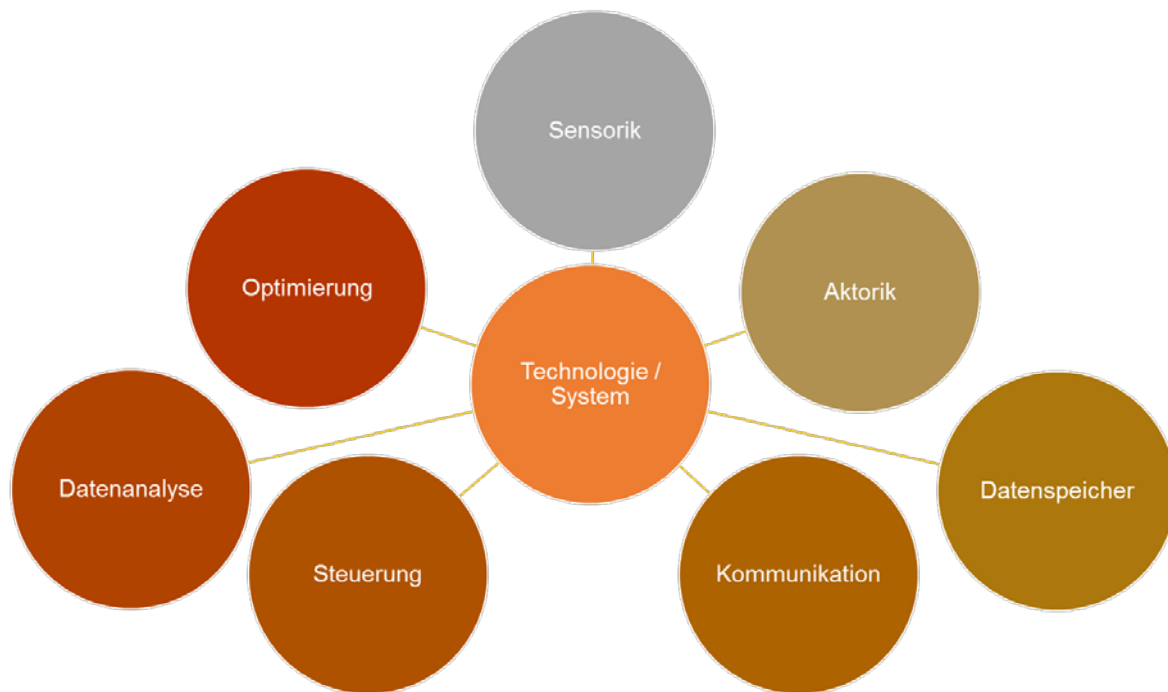 Sensorik
Optimierung
Aktorik
Technologie /
System
Datenanalyse
Datenspeicher
Steuerung
Kommunikation